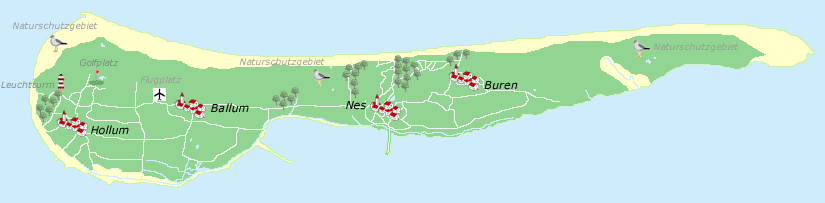 Naturschutzgebiet
Naturschutzgebiet
Golfplatz
Naturschutzgebiet
Leuchtturm
Flugplatz
Buren
Nes
Ballum
Hollum